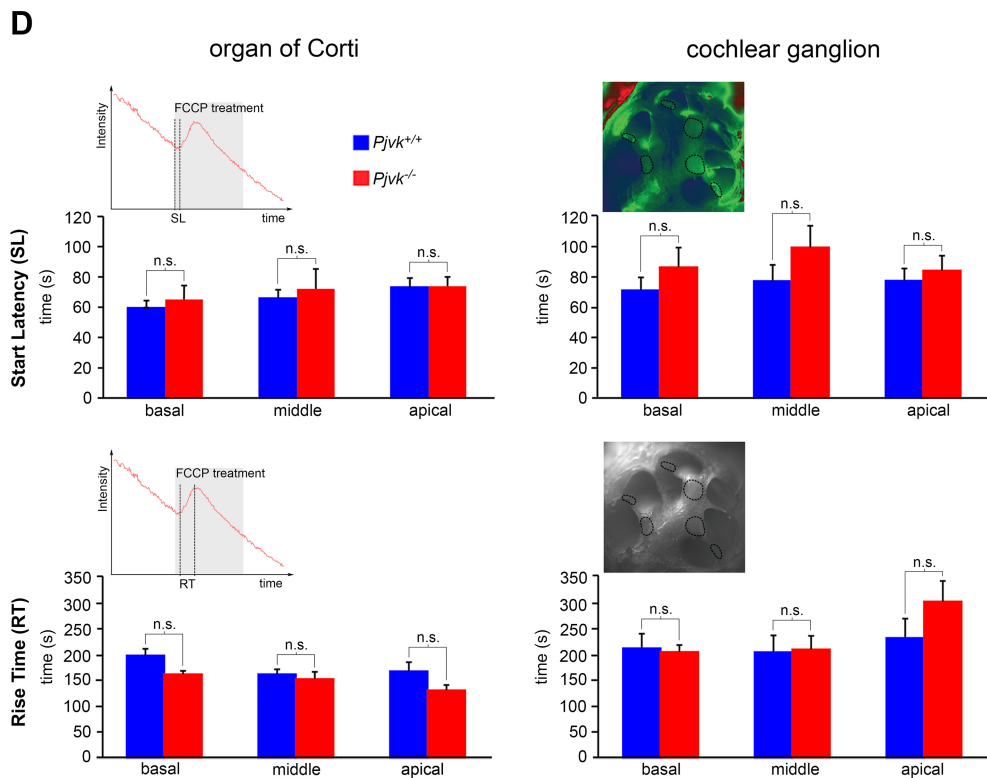 D
organ of Corti
cochlear ganglion
Intensity
FCCP treatment
SL
time
Pjvk+/+
Pjvk-/-
Start Latency (SL)
time (s)
120
100
80
60
40
20
0
n.s.
n.s.
n.s.
basal
middle
apical
time (s)
120
100
80
60
40
20
0
n.s.
n.s.
n.s.
basal
middle
apical
Intensity
FCCP treatment
RT
time
Rise Time (RT)
time (s)
350
300
250
200
150
100
50
0
n.s.
n.s.
n.s.
basal
middle
apical
time (s)
350
300
250
200
150
100
50
0
n.s.
n.s.
n.s.
basal
middle
apical